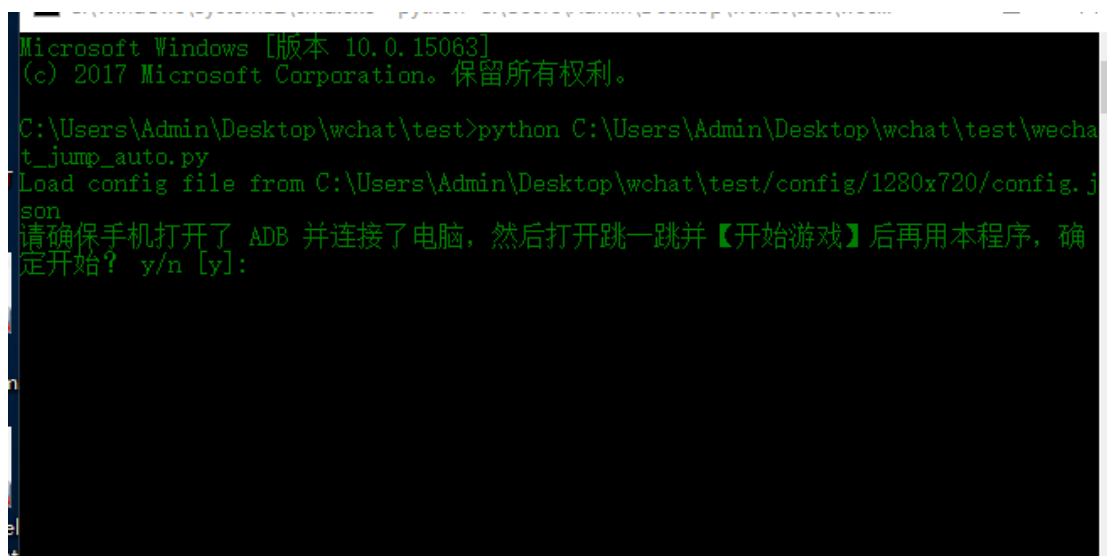 Microsoft Windows [版本 10.0.15063]
(c) 2017 Microsoft Corporation。保留所有权利。
C:\Users\Admin\Desktop\wchat\test>python C:\Users\Admin\Desktop\wchat\test\wecha
t_jump_auto.py
Load config file from C:\Users\Admin\Desktop\wchat\test/config/1280x720/config.j
son
请确保手机打开了 ADB 并连接了电脑，然后打开跳一跳并【开始游戏】后再用本程序，确
定开始？ y/n [y]: